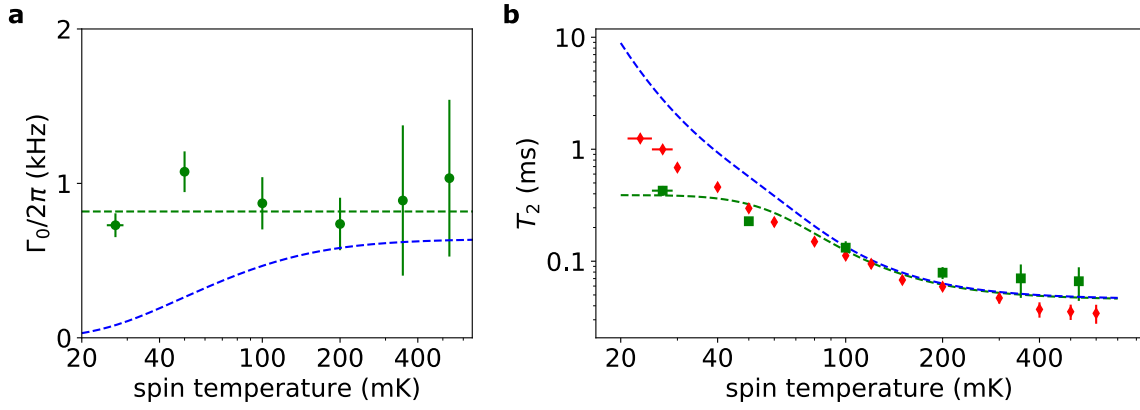 a
2
1
0
Γ₀/2π (kHz)
20 40 100 200 400
spin temperature (mK)
b
10
1
0.1
T₂ (ms)
20 40 100 200 400
spin temperature (mK)